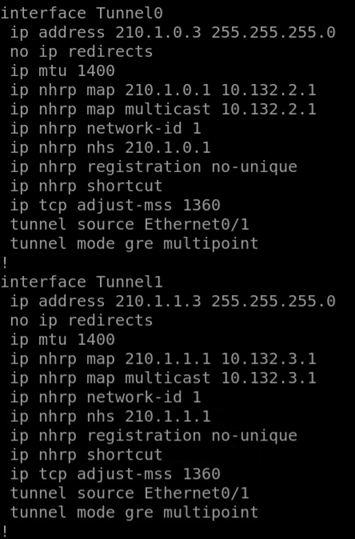 interface Tunnel0
 ip address 210.1.0.3 255.255.255.0
 no ip redirects
 ip mtu 1400
 ip nhrp map 210.1.0.1 10.132.2.1
 ip nhrp map multicast 10.132.2.1
 ip nhrp network-id 1
 ip nhrp nhs 210.1.0.1
 ip nhrp registration no-unique
 ip nhrp shortcut
 ip tcp adjust-mss 1360
 tunnel source Ethernet0/1
 tunnel mode gre multipoint
!
interface Tunnel1
 ip address 210.1.1.3 255.255.255.0
 no ip redirects
 ip mtu 1400
 ip nhrp map 210.1.1.1 10.132.3.1
 ip nhrp map multicast 10.132.3.1
 ip nhrp network-id 1
 ip nhrp nhs 210.1.1.1
 ip nhrp registration no-unique
 ip nhrp shortcut
 ip tcp adjust-mss 1360
 tunnel source Ethernet0/1
 tunnel mode gre multipoint
!